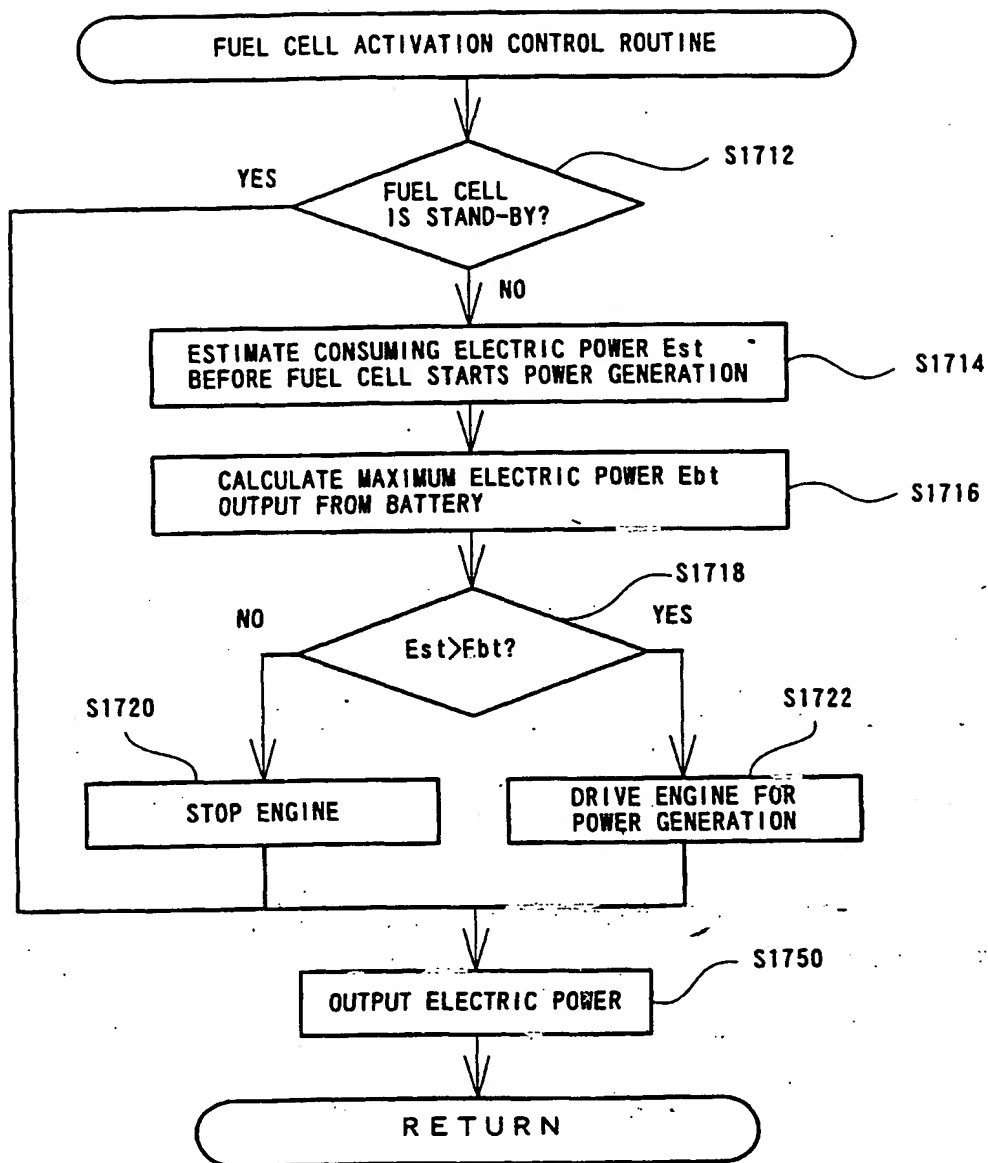 FUEL CELL ACTIVATION CONTROL ROUTINE
S1712
YES
FUEL CELL
IS STAND-BY?
NO
ESTIMATE CONSUMING ELECTRIC POWER Est
BEFORE FUEL CELL STARTS POWER GENERATION
S1714
CALCULATE MAXIMUM ELECTRIC POWER Ebt
OUTPUT FROM BATTERY
S1716
S1718
NO
YES
Est>Ebt?
S1720
S1722
STOP ENGINE
DRIVE ENGINE FOR
POWER GENERATION
S1750
OUTPUT ELECTRIC POWER
RETURN